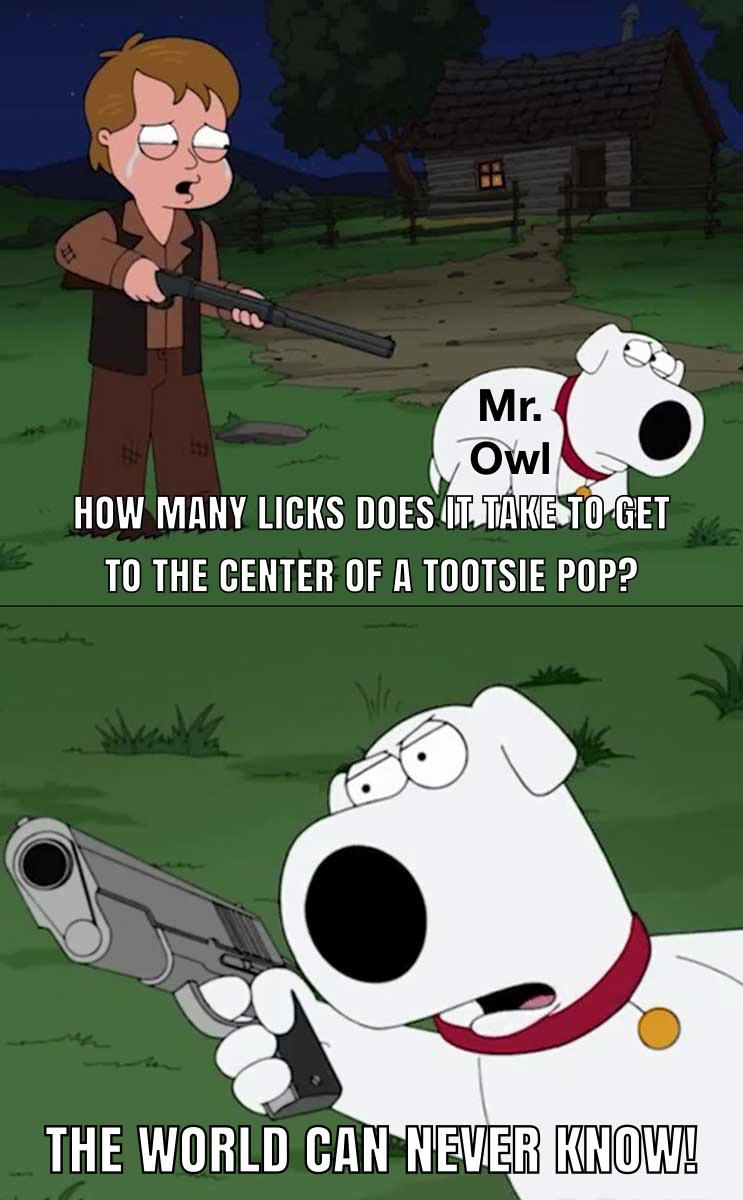 Mr.
Owl
HOW MANY LICKS DOES IT TAKE TO GET
TO THE CENTER OF A TOOTSIE POP?
THE WORLD CAN NEVER KNOW!